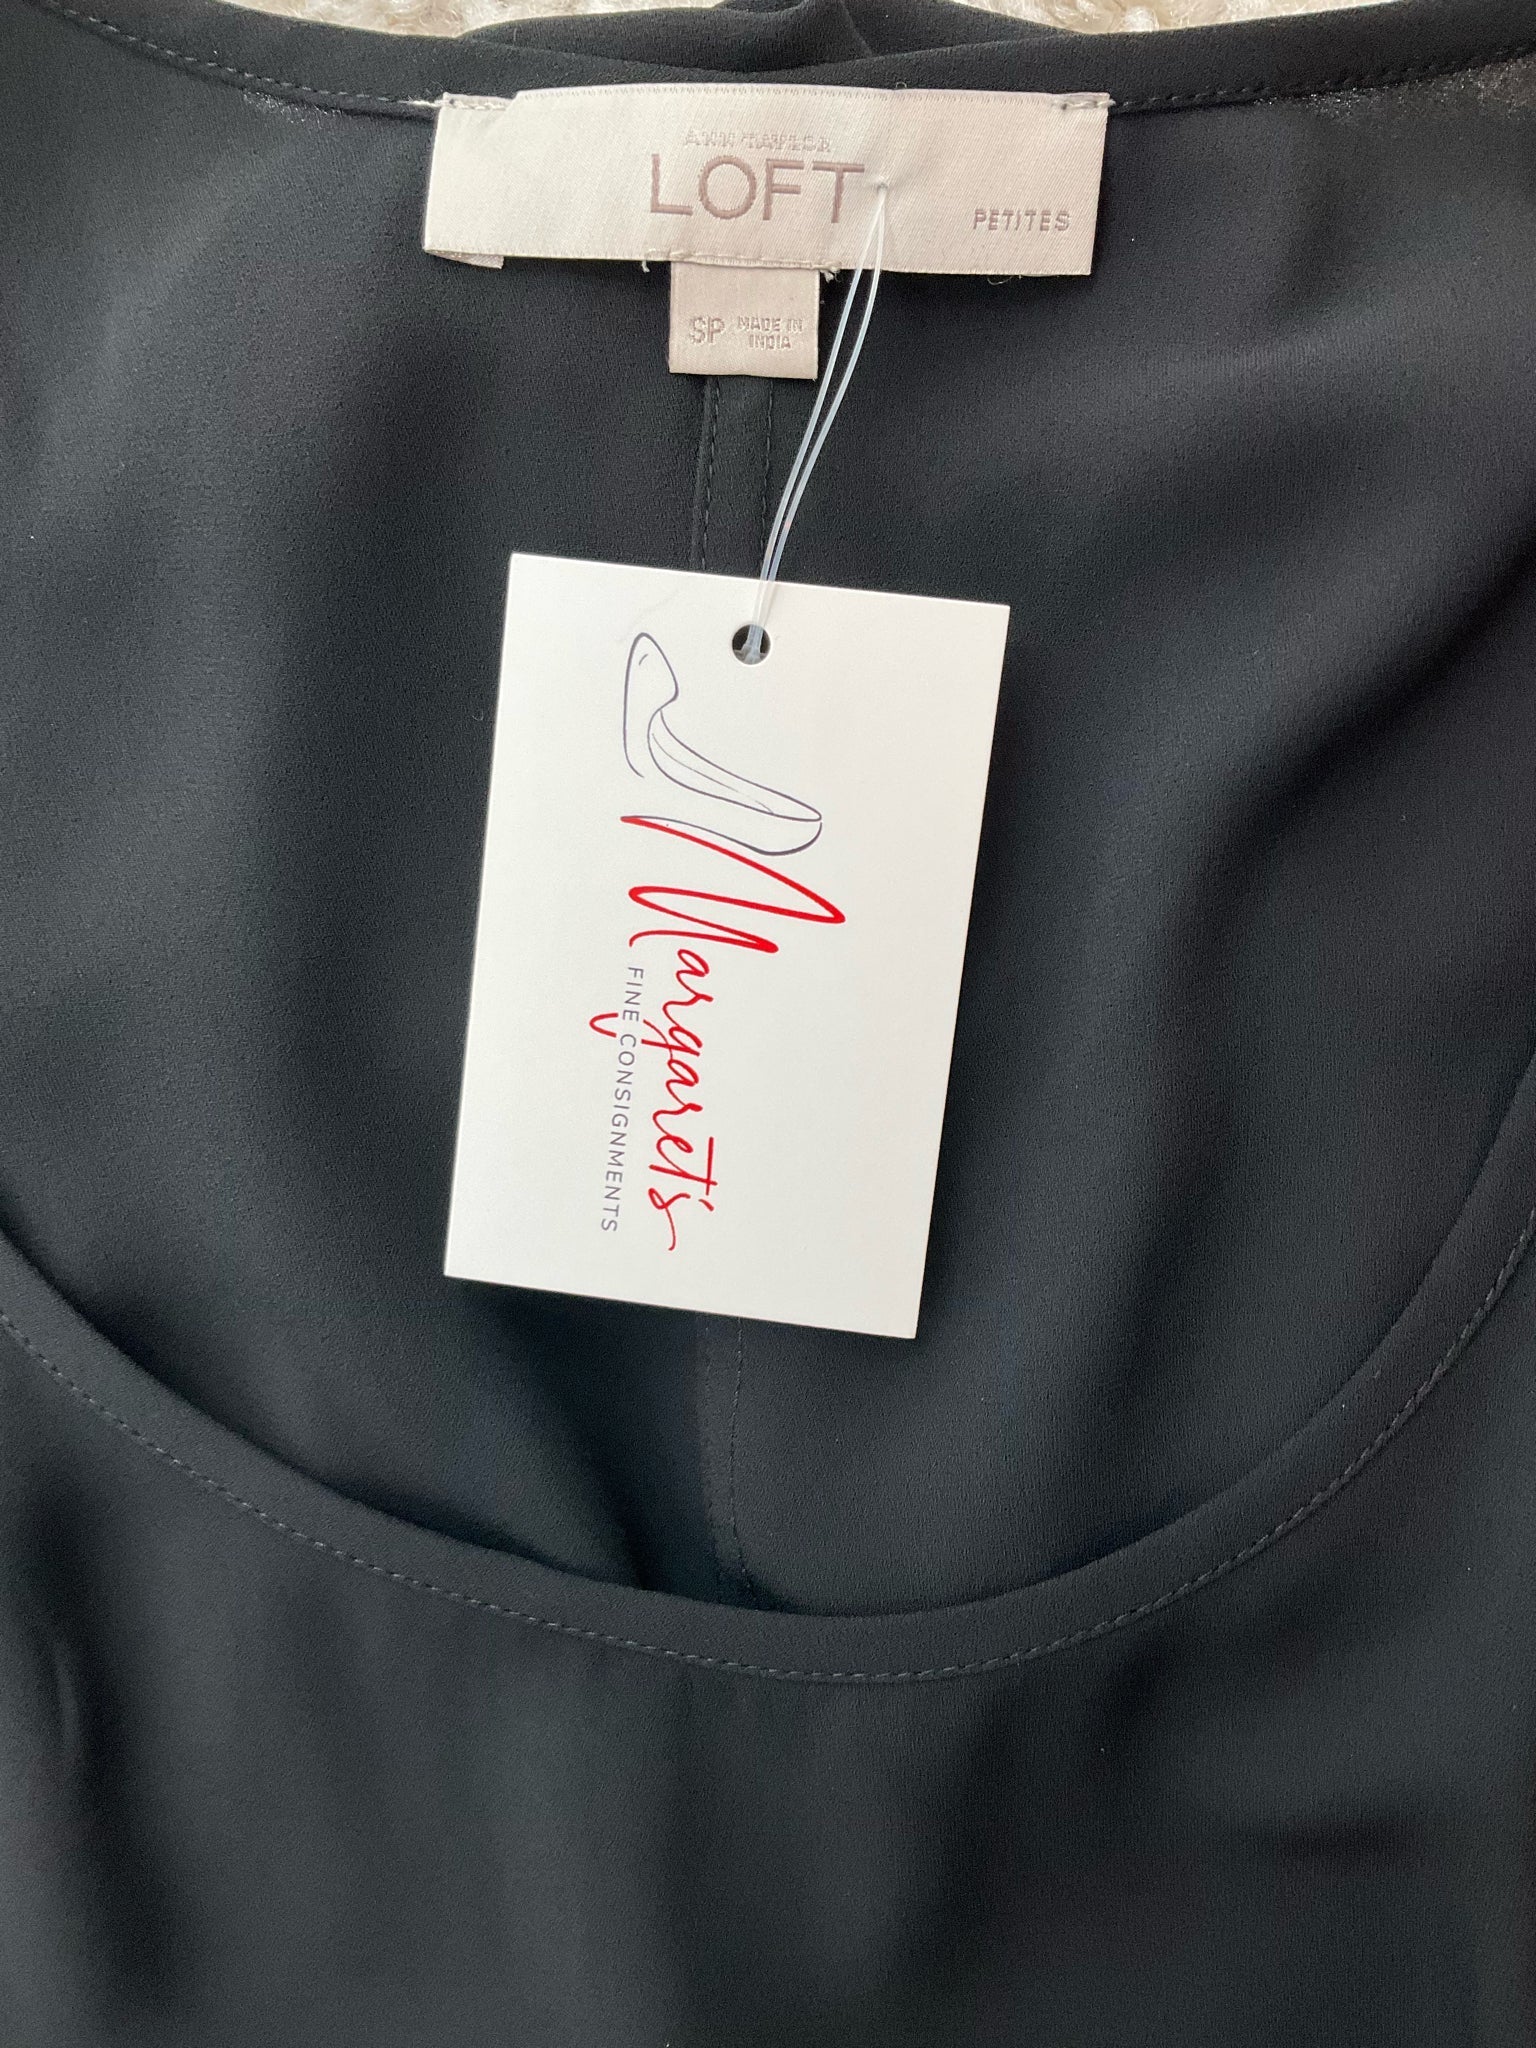 ANN TAYLOR
LOFT
PETITES
SP
MADE IN
INDIA
Margaret's
FINE CONSIGNMENTS